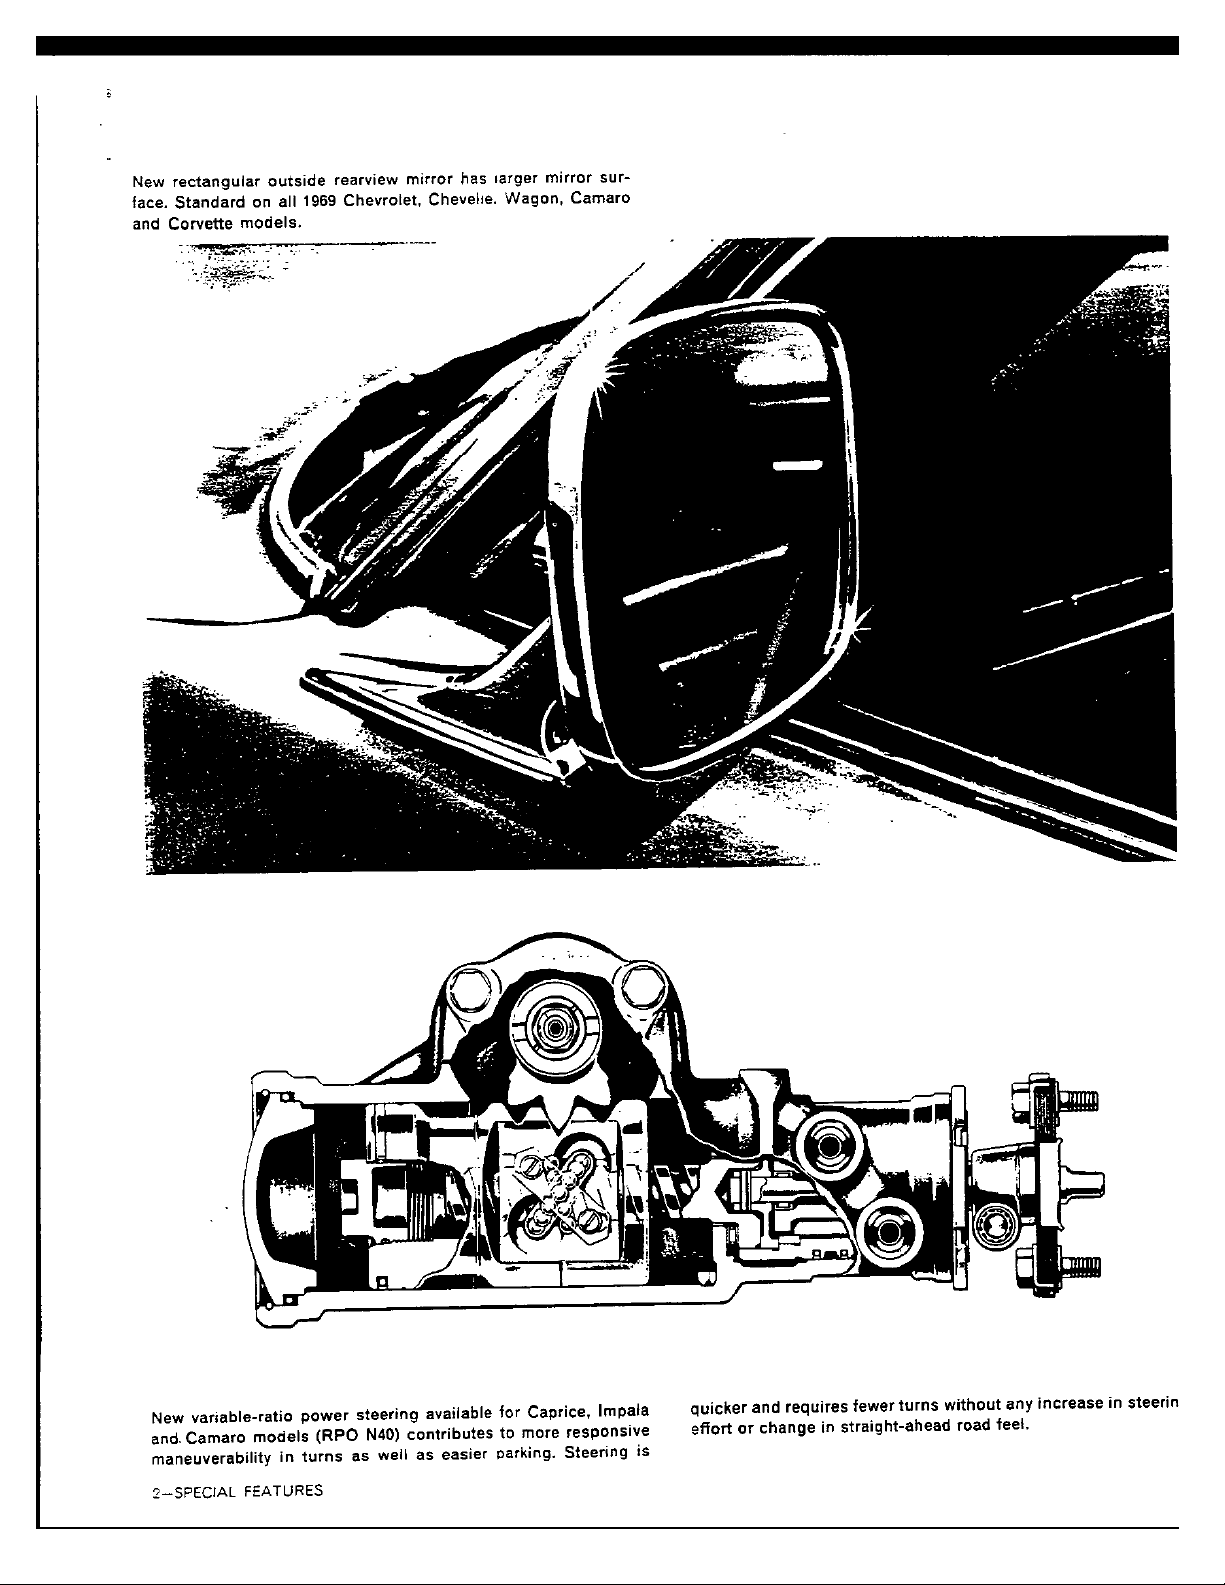 New rectangular outside rearview mirror has larger mirror sur-
face. Standard on all 1969 Chevrolet, Chevelle. Wagon, Camaro
and Corvette models.
New variable-ratio power steering available for Caprice, Impala
and Camaro models (RPO N40) contributes to more responsive
maneuverability in turns as well as easier parking. Steering is
quicker and requires fewer turns without any increase in steerin
effort or change in straight-ahead road feel.
2—SPECIAL FEATURES